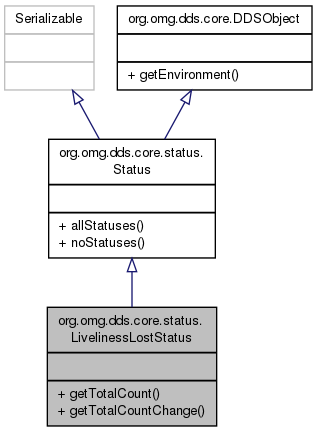 Serializable
org.omg.dds.core.DDSObject
+ getEnvironment()
org.omg.dds.core.status.
Status
+ allStatuses()
+ noStatuses()
org.omg.dds.core.status.
LivelinessLostStatus
+ getTotalCount()
+ getTotalCountChange()